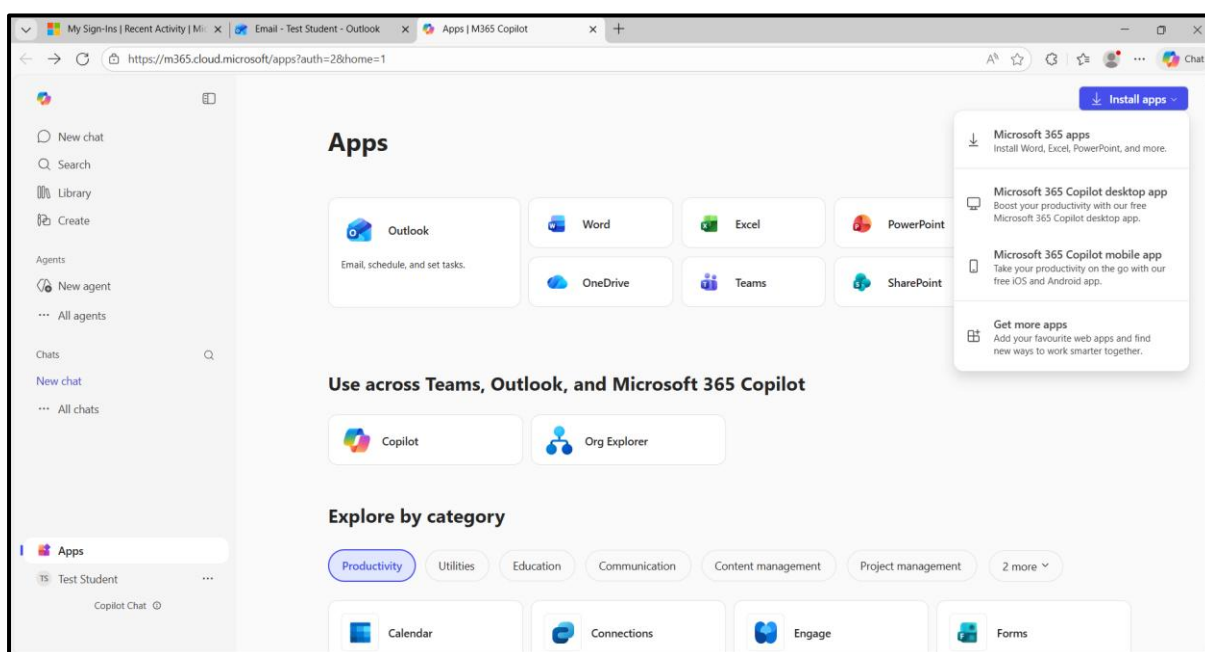 My Sign-Ins | Recent Activity | Mic
Email - Test Student - Outlook
Apps | M365 Copilot
https://m365.cloud.microsoft/apps?auth=2&home=1
Chat
Install apps
New chat
Search
Library
Create
Agents
New agent
All agents
Chats
New chat
All chats
Apps
TS Test Student
Copilot Chat
Apps
Outlook
Email, schedule, and set tasks.
Word
Excel
PowerPoint
OneDrive
Teams
SharePoint
Microsoft 365 apps
Install Word, Excel, PowerPoint, and more.
Microsoft 365 Copilot desktop app
Boost your productivity with our free
Microsoft 365 Copilot desktop app.
Microsoft 365 Copilot mobile app
Take your productivity on the go with our
free iOS and Android app.
Get more apps
Add your favourite web apps and find
new ways to work smarter together.
Use across Teams, Outlook, and Microsoft 365 Copilot
Copilot
Org Explorer
Explore by category
Productivity
Utilities
Education
Communication
Content management
Project management
2 more
Calendar
Connections
Engage
Forms